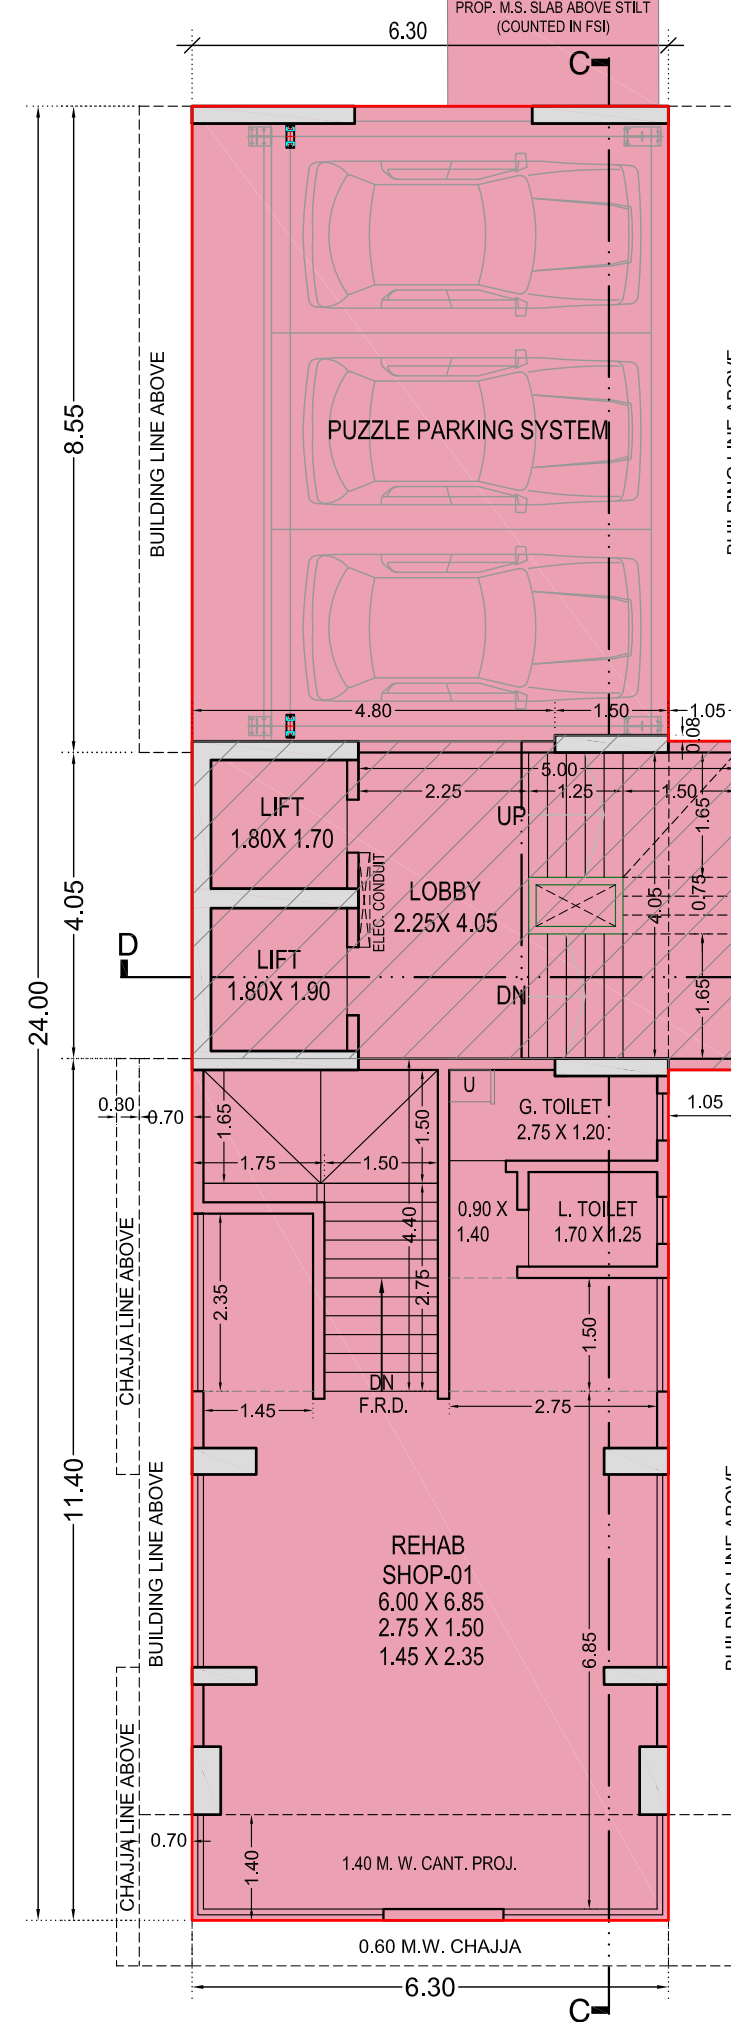 PROP. M.S. SLAB ABOVE STILT
(COUNTED IN FSI)
6.30
C
BUILDING LINE ABOVE
BUILDING LINE ABOVE
8.55
PUZZLE PARKING SYSTEM
4.80
1.50
1.05
0.08
5.00
2.25
1.25
1.50
LIFT
1.80X 1.70
UP
1.65
ELEC. CONDUIT
LOBBY
2.25X 4.05
4.05
4.05
0.75
D
LIFT
1.80X 1.90
DN
1.65
24.00
0.30
0.70
1.65
1.50
U
G. TOILET
2.75 X 1.20
1.05
1.75
1.50
4.40
0.90 X
1.40
L. TOILET
1.70 X 1.25
CHAJJA LINE ABOVE
2.35
2.75
1.50
DN
F.R.D.
1.45
2.75
11.40
BUILDING LINE ABOVE
BUILDING LINE ABOVE
REHAB
SHOP-01
6.00 X 6.85
2.75 X 1.50
1.45 X 2.35
6.85
CHAJJA LINE ABOVE
0.70
1.40
1.40 M. W. CANT. PROJ.
0.60 M.W. CHAJJA
6.30
C